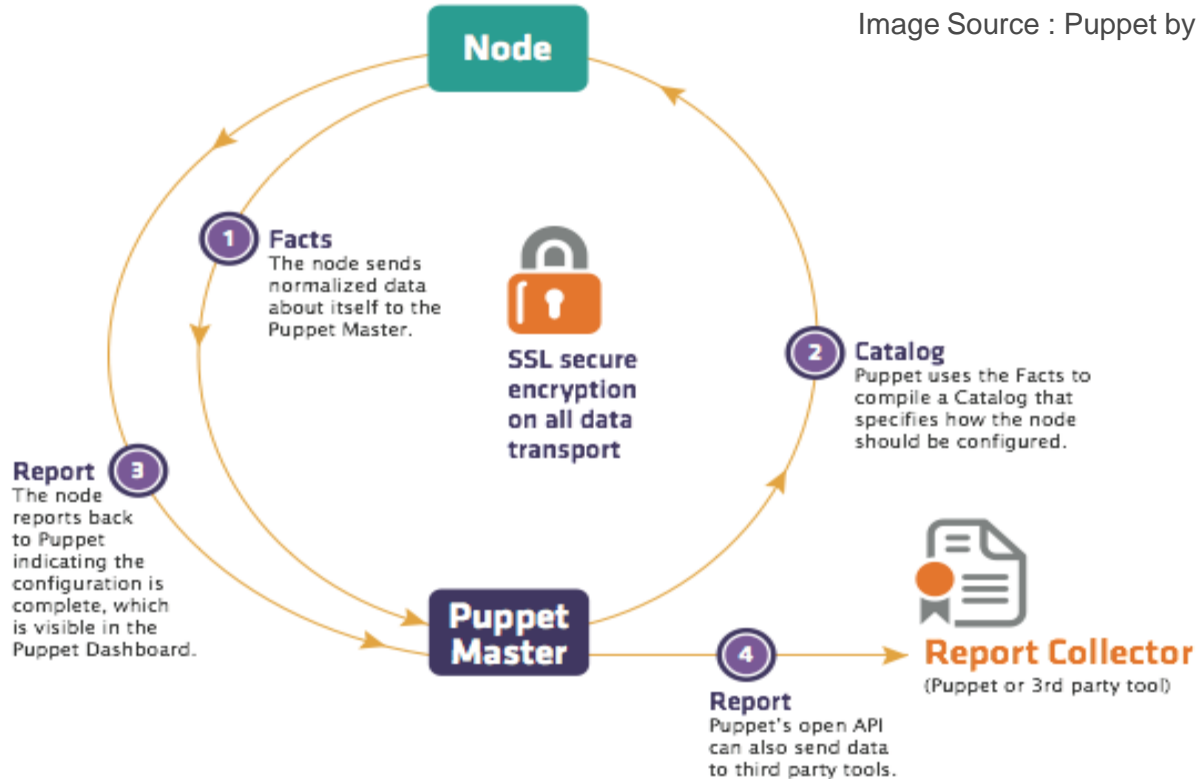 Image Source : Puppet by
Node
1
Facts
The node sends
normalized data
about itself to the
Puppet Master.
SSL secure
encryption
on all data
transport
2
Catalog
Puppet uses the Facts to
compile a Catalog that
specifies how the node
should be configured.
3
Report
The node
reports back
to Puppet
indicating the
configuration is
complete, which
is visible in the
Puppet Dashboard.
Puppet
Master
4
Report
Puppet's open API
can also send data
to third party tools.
Report Collector
(Puppet or 3rd party tool)